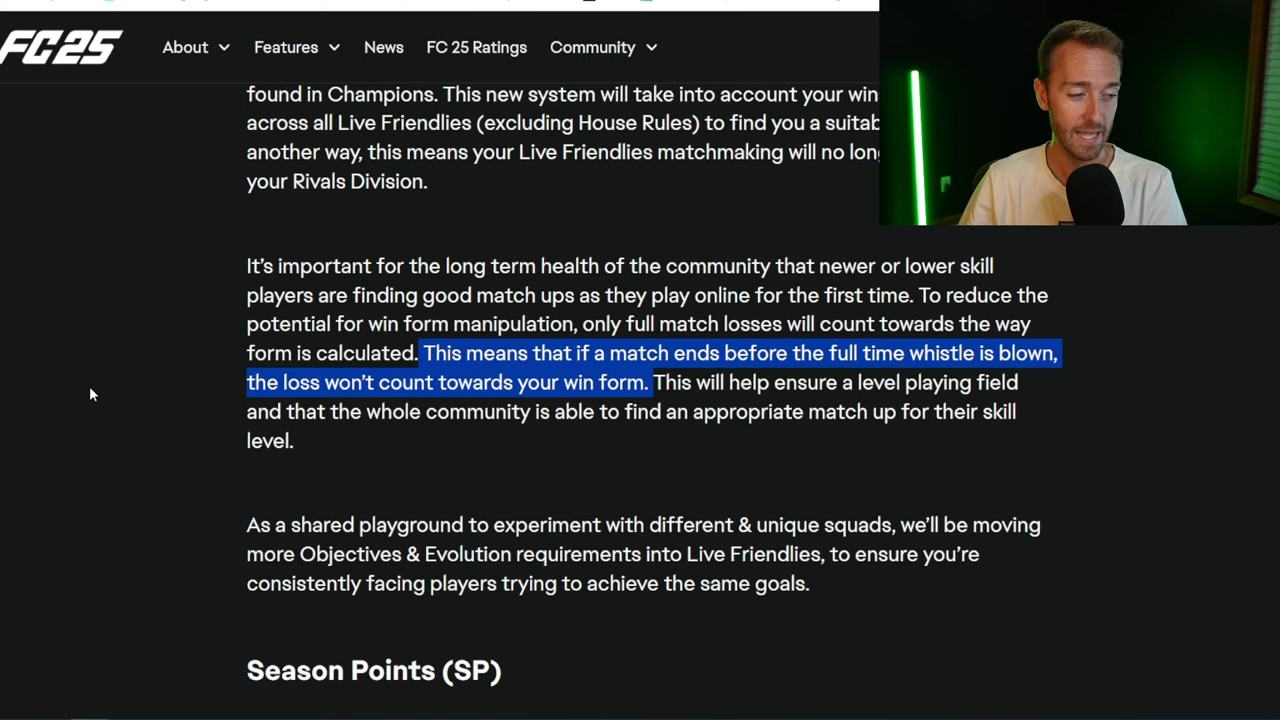 FC25 About Features News FC 25 Ratings Community
found in Champions. This new system will take into account your win
across all Live Friendlies (excluding House Rules) to find you a suitab
another way, this means your Live Friendlies matchmaking will no long
your Rivals Division.
It's important for the long term health of the community that newer or lower skill
players are finding good match ups as they play online for the first time. To reduce the
potential for win form manipulation, only full match losses will count towards the way
form is calculated. This means that if a match ends before the full time whistle is blown,
the loss won't count towards your win form. This will help ensure a level playing field
and that the whole community is able to find an appropriate match up for their skill
level.
As a shared playground to experiment with different & unique squads, we'll be moving
more Objectives & Evolution requirements into Live Friendlies, to ensure you're
consistently facing players trying to achieve the same goals.
Season Points (SP)